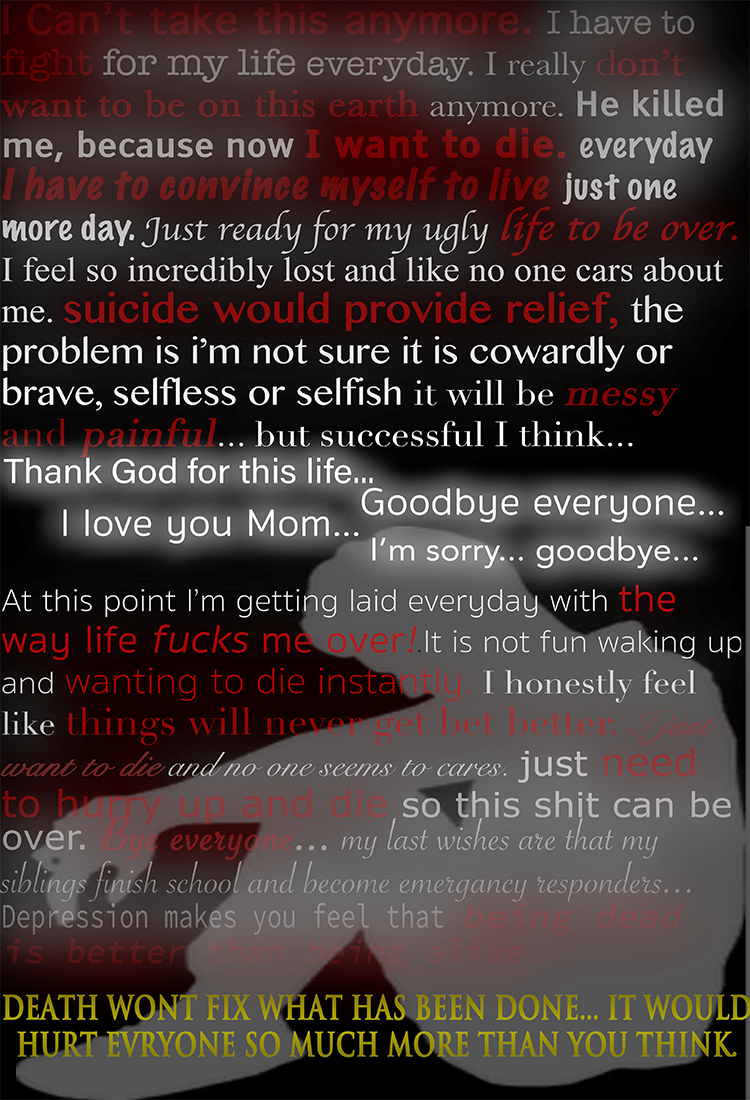 I Can't take this anymore. I have to
fight for my life everyday. I really don't
want to be on this earth anymore. He killed
me, because now I want to die. everyday
I have to convince myself to live just one
more day. Just ready for my ugly life to be over.
I feel so incredibly lost and like no one cars about
me. suicide would provide relief, the
problem is i'm not sure it is cowardly or
brave, selfless or selfish it will be messy
and painful... but successful I think...
Thank God for this life...
Goodbye everyone...
I love you Mom...
I'm sorry... goodbye...
At this point I'm getting laid everyday with the
way life fucks me over!.It is not fun waking up
and wanting to die instantly. I honestly feel
like things will never get bet better. I just
want to die and no one seems to cares. just need
to hurry up and die so this shit can be
over. Bye everyone... my last wishes are that my
siblings finish school and become emergancy responders...
Depression makes you feel that being dead
is better than being alive.
DEATH WONT FIX WHAT HAS BEEN DONE... IT WOULD
HURT EVRYONE SO MUCH MORE THAN YOU THINK.